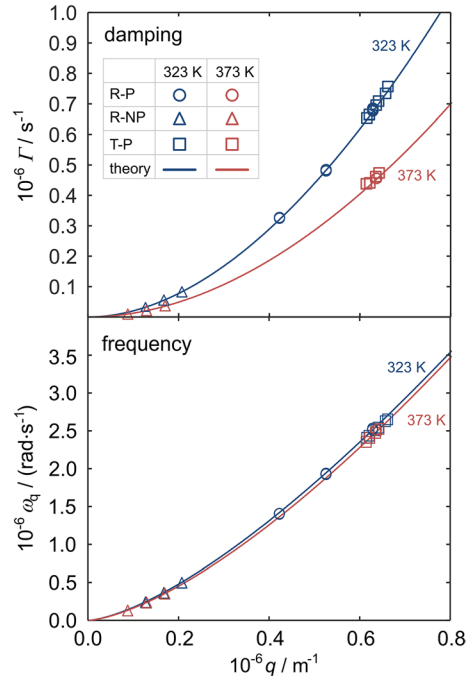 1.0
damping
323 K
0.9
323 K 373 K
0.8
R-P
0.7
R-NP
0.6
T-P
373 K
theory
0.5
0.4
0.3
0.2
0.1
10⁻⁶ Γ / s⁻¹
frequency
3.5
323 K
3.0
373 K
2.5
2.0
1.5
1.0
0.5
0.0
10⁻⁶ ω_q / (rad·s⁻¹)
0.0 0.2 0.4 0.6 0.8
10⁻⁶ q / m⁻¹